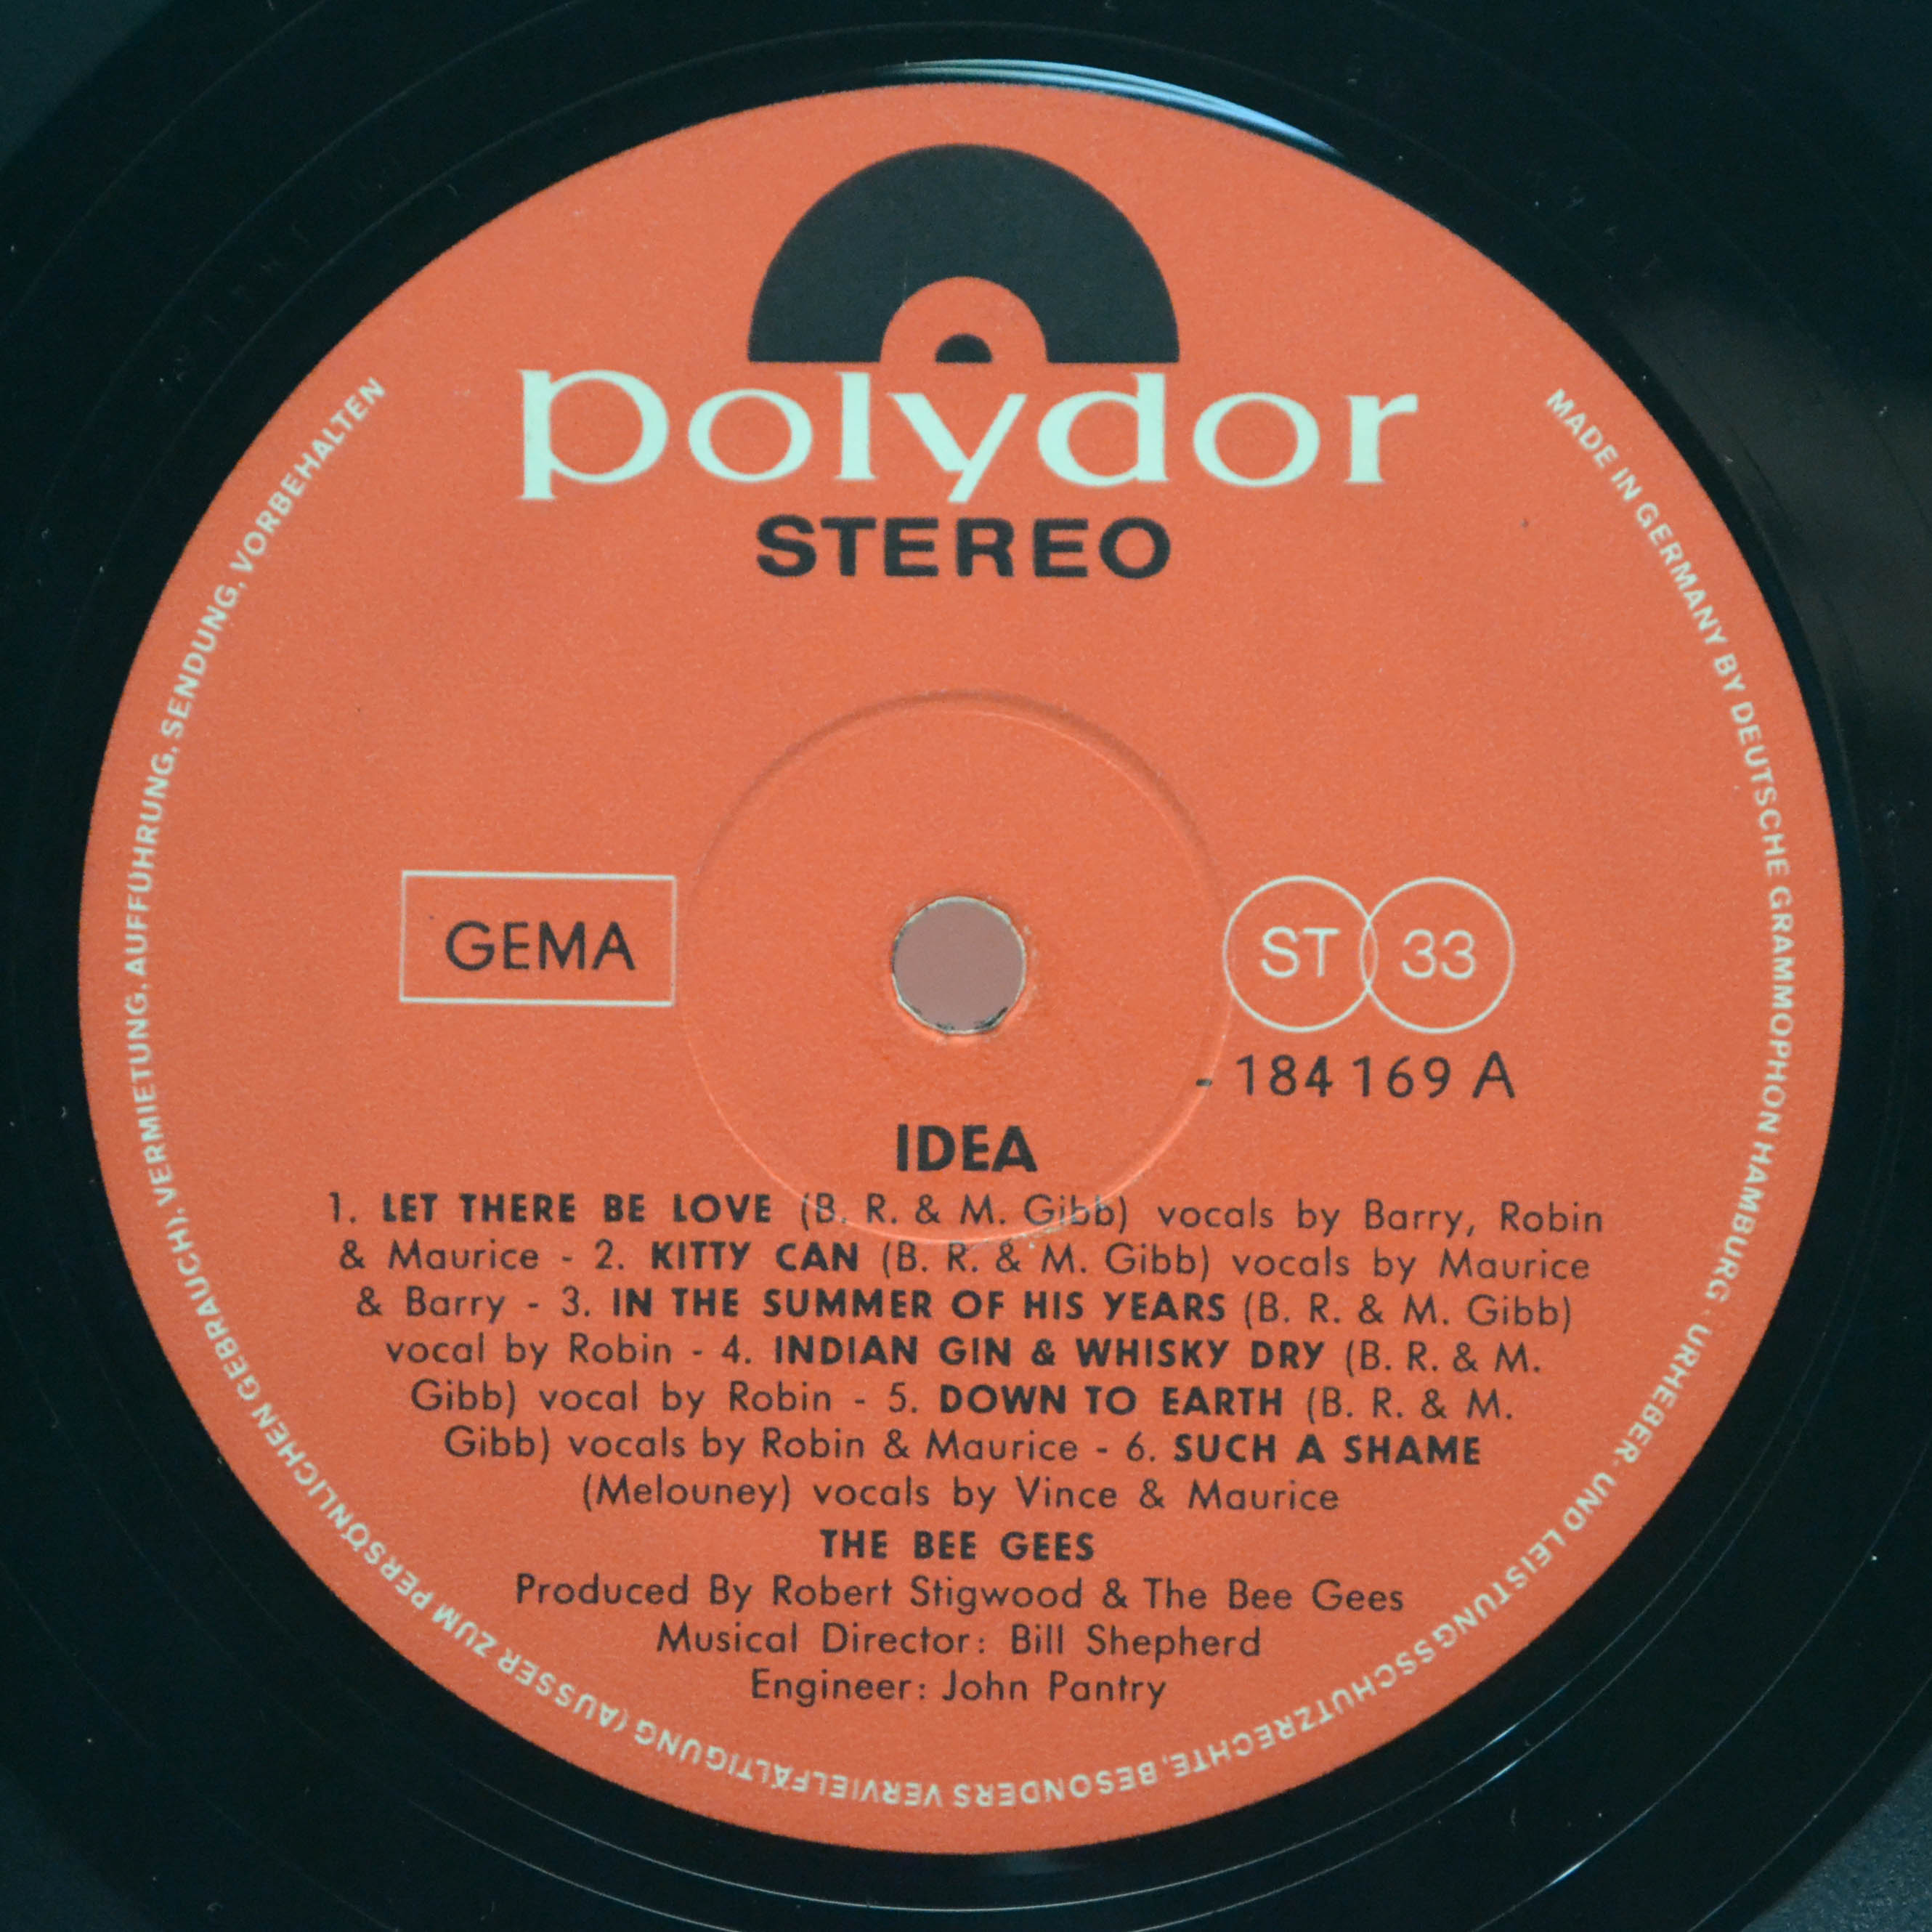 polydor
STEREO
GEMA
ST 33
- 184 169 A
IDEA
1. LET THERE BE LOVE (B. R. & M. Gibb) vocals by Barry, Robin
& Maurice - 2. KITTY CAN (B. R. & M. Gibb) vocals by Maurice
& Barry - 3. IN THE SUMMER OF HIS YEARS (B. R. & M. Gibb)
vocal by Robin - 4. INDIAN GIN & WHISKY DRY (B. R. & M.
Gibb) vocal by Robin - 5. DOWN TO EARTH (B. R. & M.
Gibb) vocals by Robin & Maurice - 6. SUCH A SHAME
(Melouney) vocals by Vince & Maurice
THE BEE GEES
Produced By Robert Stigwood & The Bee Gees
Musical Director: Bill Shepherd
Engineer: John Pantry
MADE IN GERMANY BY DEUTSCHE GRAMMOPHON HAMBURG · URHEBER- UND LEISTUNGSSCHUTZRECHTE, BESONDERS VERVIELFÄLTIGUNG (AUSSER ZUM PERSÖNLICHEN GEBRAUCH), VERMIETUNG, AUFFÜHRUNG, SENDUNG, VORBEHALTEN